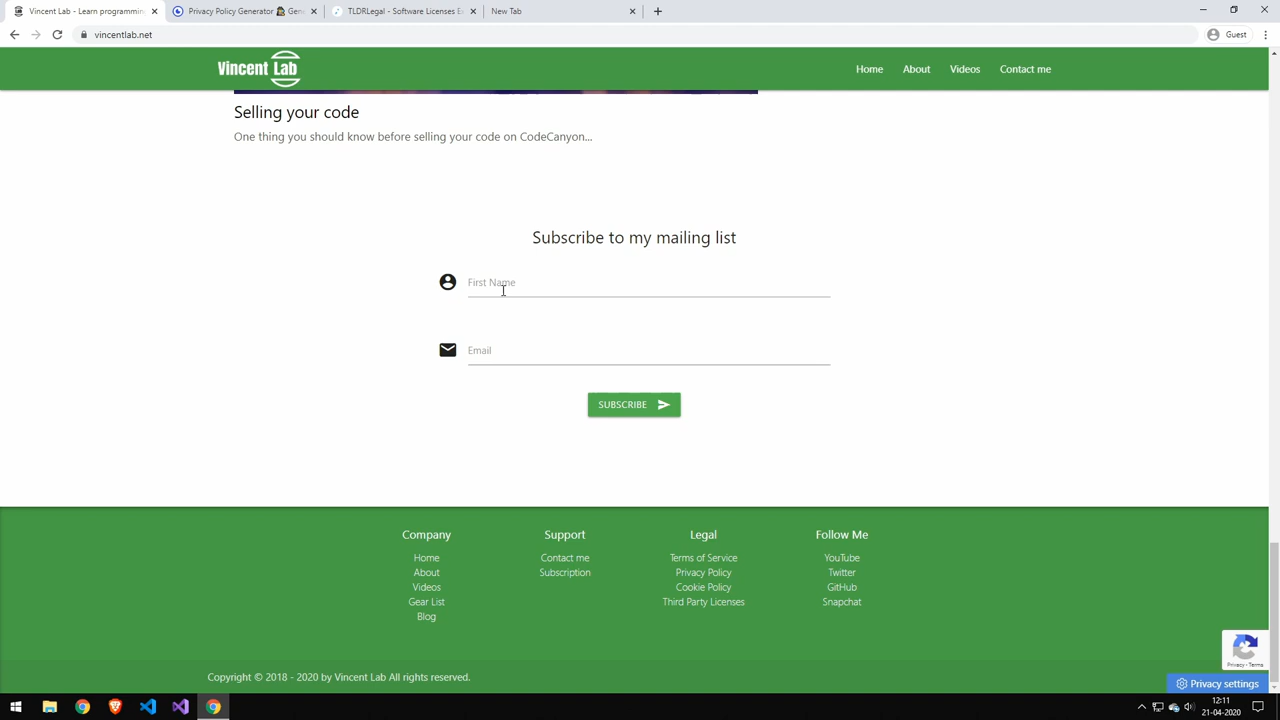 Vincent Lab - Learn programmin
Privacy Policy Generator
Gen
TLDRLegal - Software Licenses E
New Tab
vincentlab.net
Guest
Vincent Lab
Home
About
Videos
Contact me
Selling your code
One thing you should know before selling your code on CodeCanyon...
Subscribe to my mailing list
First Name
Email
SUBSCRIBE
Company
Home
About
Videos
Gear List
Blog
Support
Contact me
Subscription
Legal
Terms of Service
Privacy Policy
Cookie Policy
Third Party Licenses
Follow Me
YouTube
Twitter
GitHub
Snapchat
Privacy - Terms
Copyright © 2018 - 2020 by Vincent Lab All rights reserved.
Privacy settings
12:11
21-04-2020